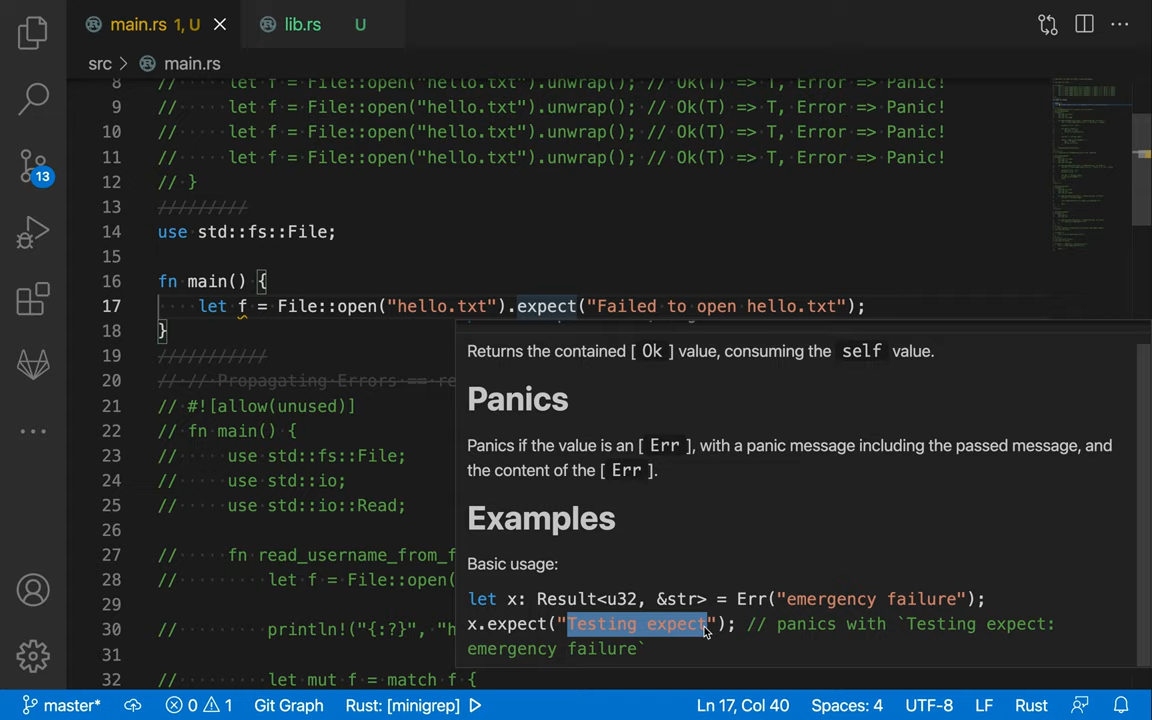 main.rs 1, U
lib.rs U
src > main.rs
8 // let f = File::open("hello.txt").unwrap(); // Ok(T) => T, Error => Panic!
9 // let f = File::open("hello.txt").unwrap(); // Ok(T) => T, Error => Panic!
10 // let f = File::open("hello.txt").unwrap(); // Ok(T) => T, Error => Panic!
11 // let f = File::open("hello.txt").unwrap(); // Ok(T) => T, Error => Panic!
12 // }
13 /////////
14 use std::fs::File;
15
16 fn main() {
17 let f = File::open("hello.txt").expect("Failed to open hello.txt");
18 }
19 ///////////
20 // // Propagating Errors == re
21 // #![allow(unused)]
22 // fn main() {
23 // use std::fs::File;
24 // use std::io;
25 // use std::io::Read;
26
27 // fn read_username_from_f
28 // let f = File::open(
29
30 // println!("{:?}", "h
31
32 // let mut f = match f {
Returns the contained [ Ok ] value, consuming the self value.
Panics
Panics if the value is an [ Err ], with a panic message including the passed message, and
the content of the [ Err ].
Examples
Basic usage:
let x: Result<u32, &str> = Err("emergency failure");
x.expect("Testing expect"); // panics with `Testing expect:
emergency failure`
13
master* 0 1 Git Graph Rust: [minigrep] Ln 17, Col 40 Spaces: 4 UTF-8 LF Rust